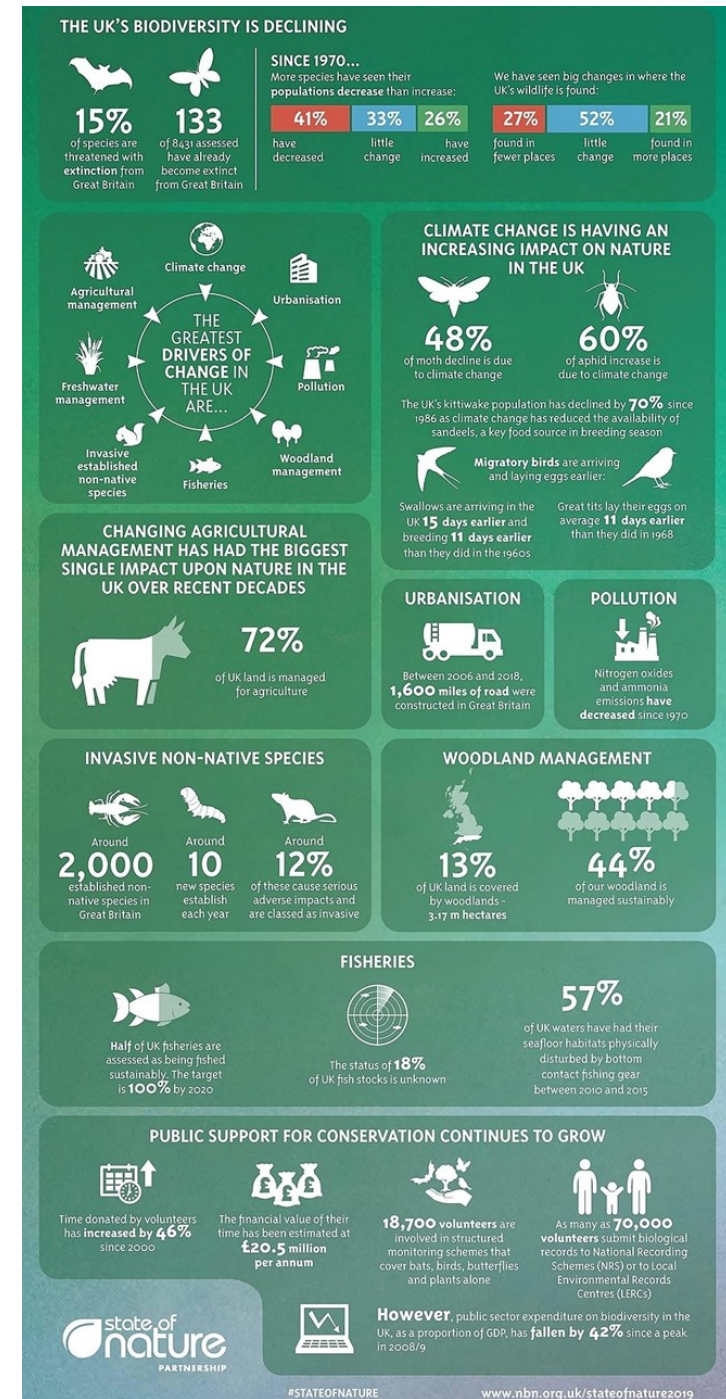 THE UK'S BIODIVERSITY IS DECLINING
15%
of species are
threatened with
extinction from
Great Britain
133
of 8431 assessed
have already
become extinct
from Great Britain
SINCE 1970...
More species have seen their
populations decrease than increase:
41%
33%
26%
have
decreased
little
change
have
increased
We have seen big changes in where the
UK's wildlife is found:
27%
52%
21%
found in
fewer places
little
change
found in
more places
Climate change
Urbanisation
Pollution
Woodland
management
Fisheries
Invasive
established
non-native
species
Freshwater
management
Agricultural
management
THE
GREATEST
DRIVERS OF
CHANGE IN
THE UK
ARE...
CLIMATE CHANGE IS HAVING AN
INCREASING IMPACT ON NATURE
IN THE UK
48%
of moth decline is due
to climate change
60%
of aphid increase is
due to climate change
The UK's kittiwake population has declined by 70% since
1986 as climate change has reduced the availability of
sandeels, a key food source in breeding season
Migratory birds are arriving
and laying eggs earlier:
Swallows are arriving in the
UK 15 days earlier and
breeding 11 days earlier
than they did in the 1960s
Great tits lay their eggs on
average 11 days earlier
than they did in 1968
CHANGING AGRICULTURAL
MANAGEMENT HAS HAD THE BIGGEST
SINGLE IMPACT UPON NATURE IN THE
UK OVER RECENT DECADES
72%
of UK land is managed
for agriculture
URBANISATION
Between 2006 and 2018,
1,600 miles of road were
constructed in Great Britain
POLLUTION
Nitrogen oxides
and ammonia
emissions have
decreased since 1970
INVASIVE NON-NATIVE SPECIES
Around
2,000
established non-
native species in
Great Britain
Around
10
new species
establish
each year
Around
12%
of these cause serious
adverse impacts and
are classed as invasive
WOODLAND MANAGEMENT
13%
of UK land is covered
by woodlands -
3.17 m hectares
44%
of our woodland is
managed sustainably
FISHERIES
Half of UK fisheries are
assessed as being fished
sustainably. The target
is 100% by 2020
The status of 18%
of UK fish stocks is unknown
57%
of UK waters have had their
seafloor habitats physically
disturbed by bottom
contact fishing gear
between 2010 and 2015
PUBLIC SUPPORT FOR CONSERVATION CONTINUES TO GROW
Time donated by volunteers
has increased by 46%
since 2000
£ £ £
The financial value of their
time has been estimated at
£20.5 million
per annum
18,700 volunteers are
involved in structured
monitoring schemes that
cover bats, birds, butterflies
and plants alone
As many as 70,000
volunteers submit biological
records to National Recording
Schemes (NRS) or to Local
Environmental Records
Centres (LERCs)
However, public sector expenditure on biodiversity in the
UK, as a proportion of GDP, has fallen by 42% since a peak
in 2008/9
state of
nature
PARTNERSHIP
#STATEOFNATURE
www.nbn.org.uk/stateofnature2019